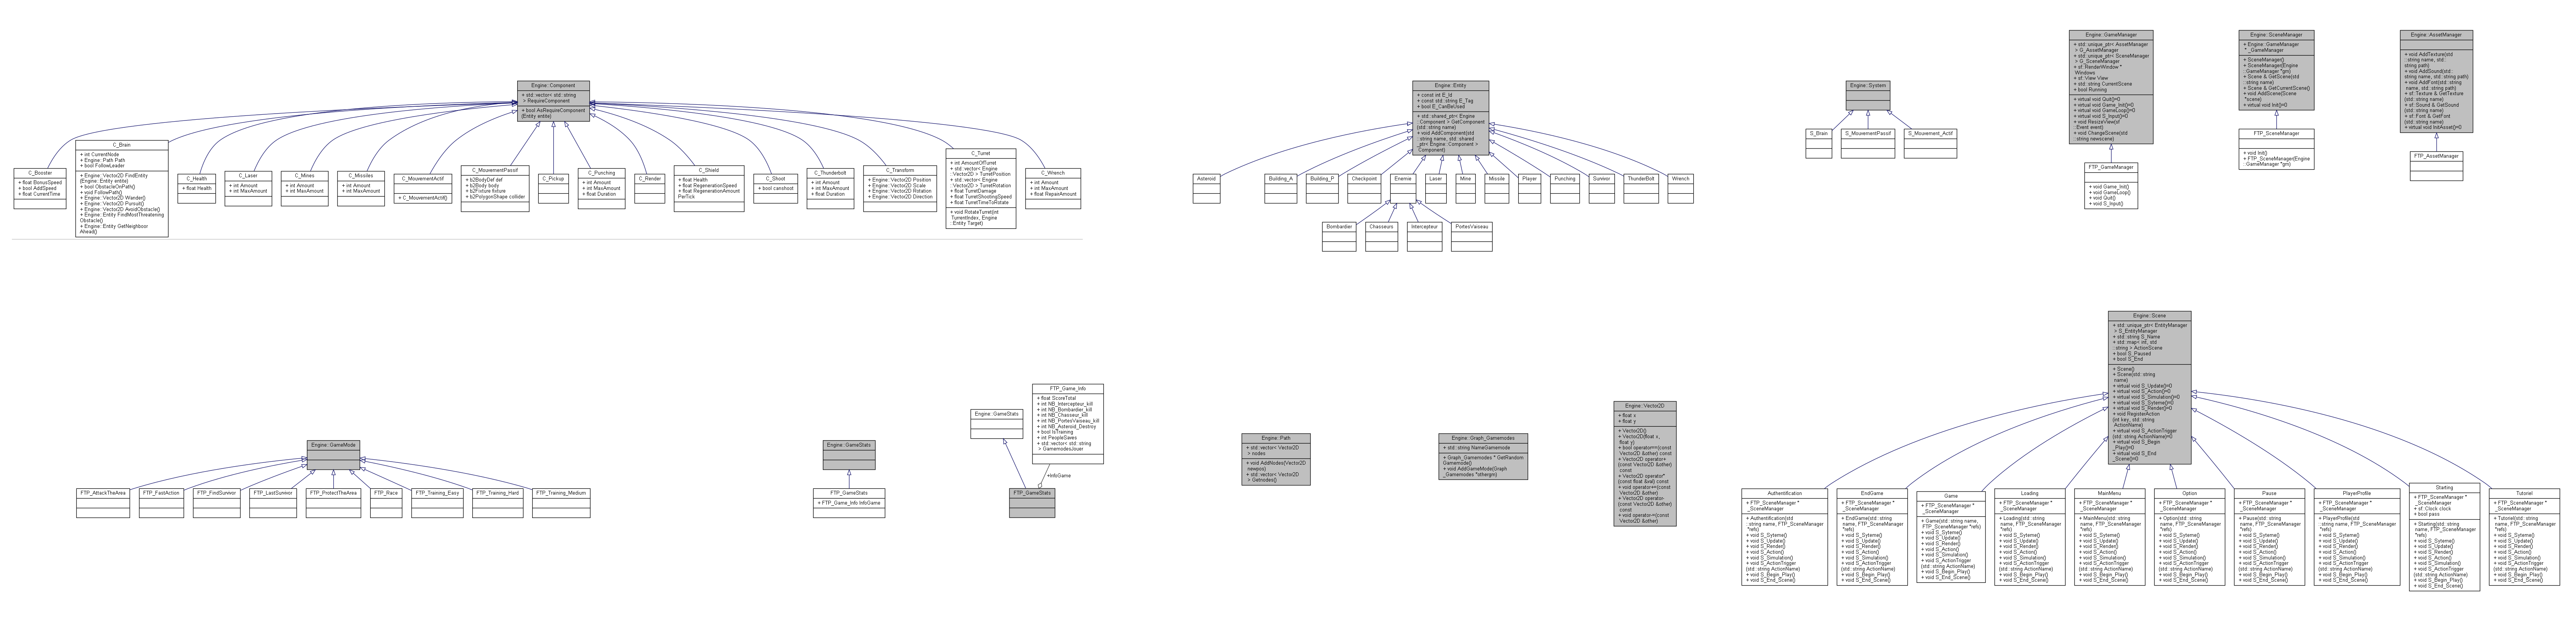 Engine::Component
+ std::vector< std::string
> RequireComponent
+ bool AsRequireComponent
(Entity entite)
C_Booster
+ float BonusSpeed
+ bool AddSpeed
+ float CurrentTime
C_Brain
+ int CurrentNode
+ Engine::Path Path
+ bool FollowLeader
+ Engine::Vector2D FindEntity
(Engine::Entity entite)
+ bool ObstacleOnPath()
+ void FollowPath()
+ Engine::Vector2D Wander()
+ Engine::Vector2D Pursuit()
+ Engine::Vector2D AvoidObstacle()
+ Engine::Entity FindMostThreatening
Obstacle()
+ Engine::Entity GetNeighboor
Ahead()
C_Health
+ float Health
C_Laser
+ int Amount
+ int MaxAmount
C_Mines
+ int Amount
+ int MaxAmount
C_Missiles
+ int Amount
+ int MaxAmount
C_MouvementActif
+ C_MouvementActif()
C_MouvementPassif
+ b2BodyDef def
+ b2Body body
+ b2Fixture fixture
+ b2PolygonShape collider
C_Pickup
C_Punching
+ int Amount
+ int MaxAmount
+ float Duration
C_Render
C_Shield
+ float Health
+ float RegenerationSpeed
+ float RegenerationAmount
PerTick
C_Shoot
+ bool canshoot
C_Thunderbolt
+ int Amount
+ int MaxAmount
+ float Duration
C_Transform
+ Engine::Vector2D Position
+ Engine::Vector2D Scale
+ Engine::Vector2D Rotation
+ Engine::Vector2D Direction
C_Turret
+ int AmountOfTurret
+ std::vector< Engine
::Vector2D > TurretPosition
+ std::vector< Engine
::Vector2D > TurretRotation
+ float TurretDamage
+ float TurretShootingSpeed
+ float TurretTimeToRotate
+ void RotateTurret(int
TurrentIndex, Engine
::Entity Target)
C_Wrench
+ int Amount
+ int MaxAmount
+ float RepairAmount
Engine::Entity
+ const int E_Id
+ const std::string E_Tag
+ bool E_CanBeUsed
+ std::shared_ptr< Engine
::Component > GetComponent
(std::string name)
+ void AddComponent(std
::string name, std::shared
_ptr< Engine::Component >
Component)
Asteroid
Building_A
Building_P
Checkpoint
Enemie
Laser
Mine
Missile
Player
Punching
Survivor
ThunderBolt
Wrench
Bombardier
Chasseurs
Intercepteur
PortesVaiseau
Engine::System
S_Brain
S_MouvementPassif
S_Mouvement_Actif
Engine::GameManager
+ std::unique_ptr< AssetManager
> G_AssetManager
+ std::unique_ptr< SceneManager
> G_SceneManager
+ sf::RenderWindow *
Windows
+ sf::View View
+ std::string CurrentScene
+ bool Running
+ virtual void Quit()=0
+ virtual void Game_Init()=0
+ virtual void GameLoop()=0
+ virtual void S_Input()=0
+ void ResizeView(sf
::Event event)
+ void ChangeScene(std
::string newscene)
FTP_GameManager
+ void Game_Init()
+ void GameLoop()
+ void Quit()
+ void S_Input()
Engine::SceneManager
+ Engine::GameManager
* _GameManager
+ SceneManager()
+ SceneManager(Engine
::GameManager *gm)
+ Scene & GetScene(std
::string name)
+ Scene & GetCurrentScene()
+ void AddScene(Scene
*scene)
+ virtual void Init()=0
FTP_SceneManager
+ void Init()
+ FTP_SceneManager(Engine
::GameManager *gm)
Engine::AssetManager
+ void AddTexture(std
::string name, std::
string path)
+ void AddSound(std::
string name, std::string path)
+ void AddFont(std::string
name, std::string path)
+ sf::Texture & GetTexture
(std::string name)
+ sf::Sound & GetSound
(std::string name)
+ sf::Font & GetFont
(std::string name)
+ virtual void InitAsset()=0
FTP_AssetManager
Engine::GameMode
FTP_AttackTheArea
FTP_FastAction
FTP_FindSurvivor
FTP_LastSurvivor
FTP_ProtectTheArea
FTP_Race
FTP_Training_Easy
FTP_Training_Hard
FTP_Training_Medium
Engine::GameStats
FTP_GameStats
+ FTP_Game_Info InfoGame
Engine::GameStats
FTP_Game_Info
+ float ScoreTotal
+ int NB_Intercepteur_kill
+ int NB_Bombardier_kill
+ int NB_Chasseur_kill
+ int NB_PortesVaiseau_kill
+ int NB_Asteroid_Destroy
+ bool IsTraining
+ int PeopleSaves
+ std::vector< std::string
> GamemodesJouer
+InfoGame
FTP_GameStats
Engine::Path
+ std::vector< Vector2D
> nodes
+ void AddNodes(Vector2D
newpos)
+ std::vector< Vector2D
> Getnodes()
Engine::Graph_Gamemodes
+ std::string NameGamemode
+ Graph_Gamemodes * GetRandom
Gamemode()
+ void AddGameMode(Graph
_Gamemodes *othergm)
Engine::Vector2D
+ float x
+ float y
+ Vector2D()
+ Vector2D(float x,
float y)
+ bool operator==(const
Vector2D &other) const
+ Vector2D operator+
(const Vector2D &other)
const
+ Vector2D operator*
(const float &val) const
+ void operator+=(const
Vector2D &other)
+ Vector2D operator-
(const Vector2D &other)
const
+ void operator-=(const
Vector2D &other)
Engine::Scene
+ std::unique_ptr< EntityManager
> S_EntityManager
+ std::string S_Name
+ std::map< int, std
::string > ActionScene
+ bool S_Paused
+ bool S_End
+ Scene()
+ Scene(std::string
name)
+ virtual void S_Update()=0
+ virtual void S_Action()=0
+ virtual void S_Simulation()=0
+ virtual void S_Syteme()=0
+ virtual void S_Render()=0
+ void RegisterAction
(int key, std::string
ActionName)
+ virtual void S_ActionTrigger
(std::string ActionName)=0
+ virtual void S_Begin
_Play()=0
+ virtual void S_End
_Scene()=0
Authentification
+ FTP_SceneManager *
_SceneManager
+ Authentification(std
::string name, FTP_SceneManager
*refs)
+ void S_Syteme()
+ void S_Update()
+ void S_Render()
+ void S_Action()
+ void S_Simulation()
+ void S_ActionTrigger
(std::string ActionName)
+ void S_Begin_Play()
+ void S_End_Scene()
EndGame
+ FTP_SceneManager *
_SceneManager
+ EndGame(std::string
name, FTP_SceneManager
*refs)
+ void S_Syteme()
+ void S_Update()
+ void S_Render()
+ void S_Action()
+ void S_Simulation()
+ void S_ActionTrigger
(std::string ActionName)
+ void S_Begin_Play()
+ void S_End_Scene()
Game
+ FTP_SceneManager *
_SceneManager
+ Game(std::string name,
FTP_SceneManager *refs)
+ void S_Syteme()
+ void S_Update()
+ void S_Render()
+ void S_Action()
+ void S_Simulation()
+ void S_ActionTrigger
(std::string ActionName)
+ void S_Begin_Play()
+ void S_End_Scene()
Loading
+ FTP_SceneManager *
_SceneManager
+ Loading(std::string
name, FTP_SceneManager
*refs)
+ void S_Syteme()
+ void S_Update()
+ void S_Render()
+ void S_Action()
+ void S_Simulation()
+ void S_ActionTrigger
(std::string ActionName)
+ void S_Begin_Play()
+ void S_End_Scene()
MainMenu
+ FTP_SceneManager *
_SceneManager
+ MainMenu(std::string
name, FTP_SceneManager
*refs)
+ void S_Syteme()
+ void S_Update()
+ void S_Render()
+ void S_Action()
+ void S_Simulation()
+ void S_ActionTrigger
(std::string ActionName)
+ void S_Begin_Play()
+ void S_End_Scene()
Option
+ FTP_SceneManager *
_SceneManager
+ Option(std::string
name, FTP_SceneManager
*refs)
+ void S_Syteme()
+ void S_Update()
+ void S_Render()
+ void S_Action()
+ void S_Simulation()
+ void S_ActionTrigger
(std::string ActionName)
+ void S_Begin_Play()
+ void S_End_Scene()
Pause
+ FTP_SceneManager *
_SceneManager
+ Pause(std::string
name, FTP_SceneManager
*refs)
+ void S_Syteme()
+ void S_Update()
+ void S_Render()
+ void S_Action()
+ void S_Simulation()
+ void S_ActionTrigger
(std::string ActionName)
+ void S_Begin_Play()
+ void S_End_Scene()
PlayerProfile
+ FTP_SceneManager *
_SceneManager
+ PlayerProfile(std
::string name, FTP_SceneManager
*refs)
+ void S_Syteme()
+ void S_Update()
+ void S_Render()
+ void S_Action()
+ void S_Simulation()
+ void S_ActionTrigger
(std::string ActionName)
+ void S_Begin_Play()
+ void S_End_Scene()
Starting
+ FTP_SceneManager *
_SceneManager
+ sf::Clock clock
+ bool pass
+ Starting(std::string
name, FTP_SceneManager
*refs)
+ void S_Syteme()
+ void S_Update()
+ void S_Render()
+ void S_Action()
+ void S_Simulation()
+ void S_ActionTrigger
(std::string ActionName)
+ void S_Begin_Play()
+ void S_End_Scene()
Tutoriel
+ FTP_SceneManager *
_SceneManager
+ Tutoriel(std::string
name, FTP_SceneManager
*refs)
+ void S_Syteme()
+ void S_Update()
+ void S_Render()
+ void S_Action()
+ void S_Simulation()
+ void S_ActionTrigger
(std::string ActionName)
+ void S_Begin_Play()
+ void S_End_Scene()